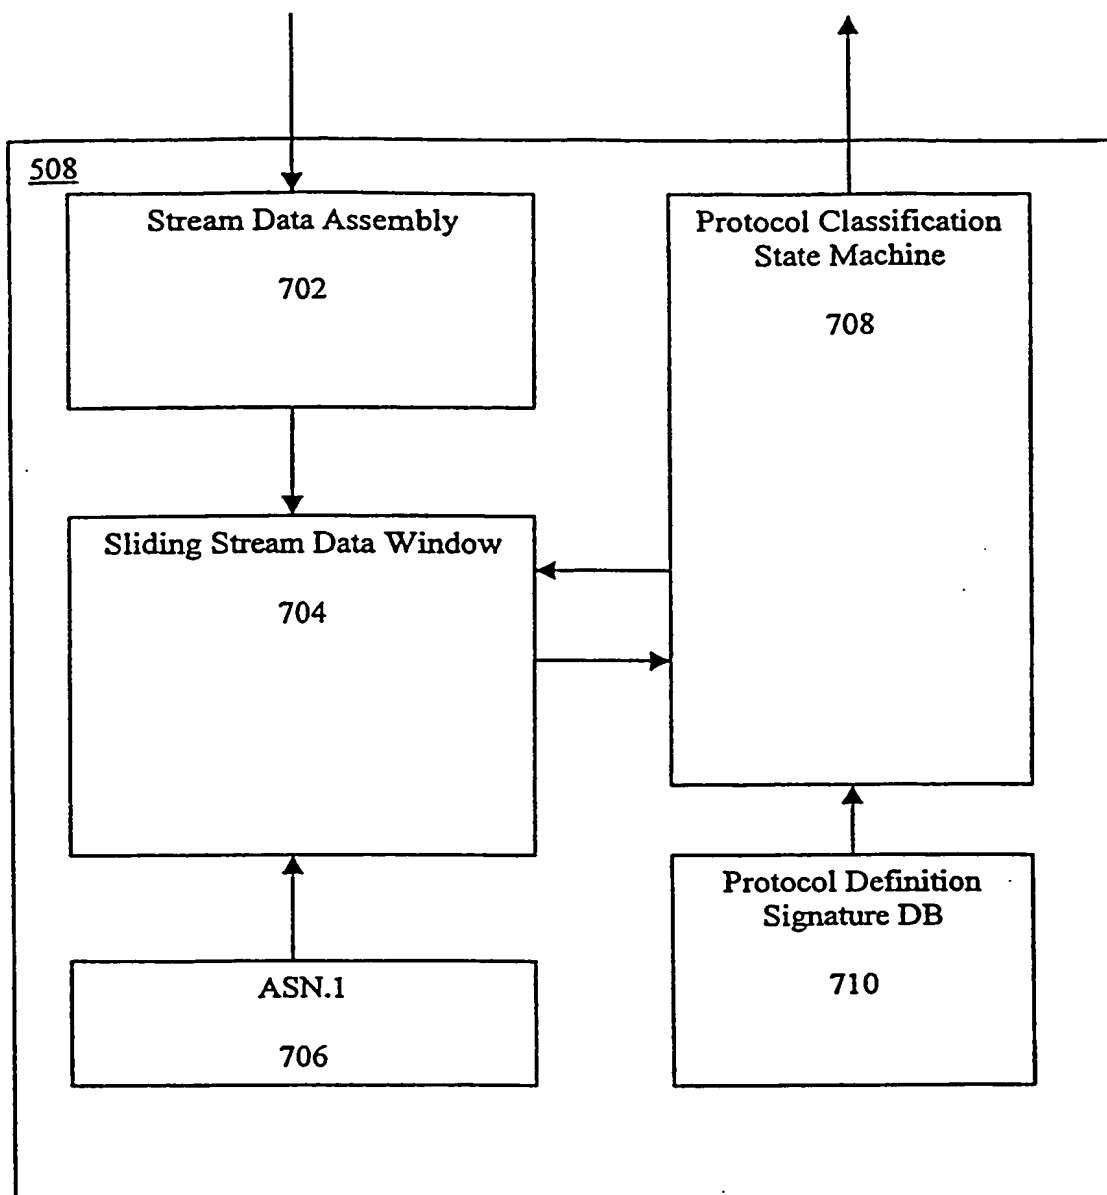 508
Stream Data Assembly
702
Protocol Classification
State Machine
708
Sliding Stream Data Window
704
Protocol Definition
Signature DB
710
ASN.1
706